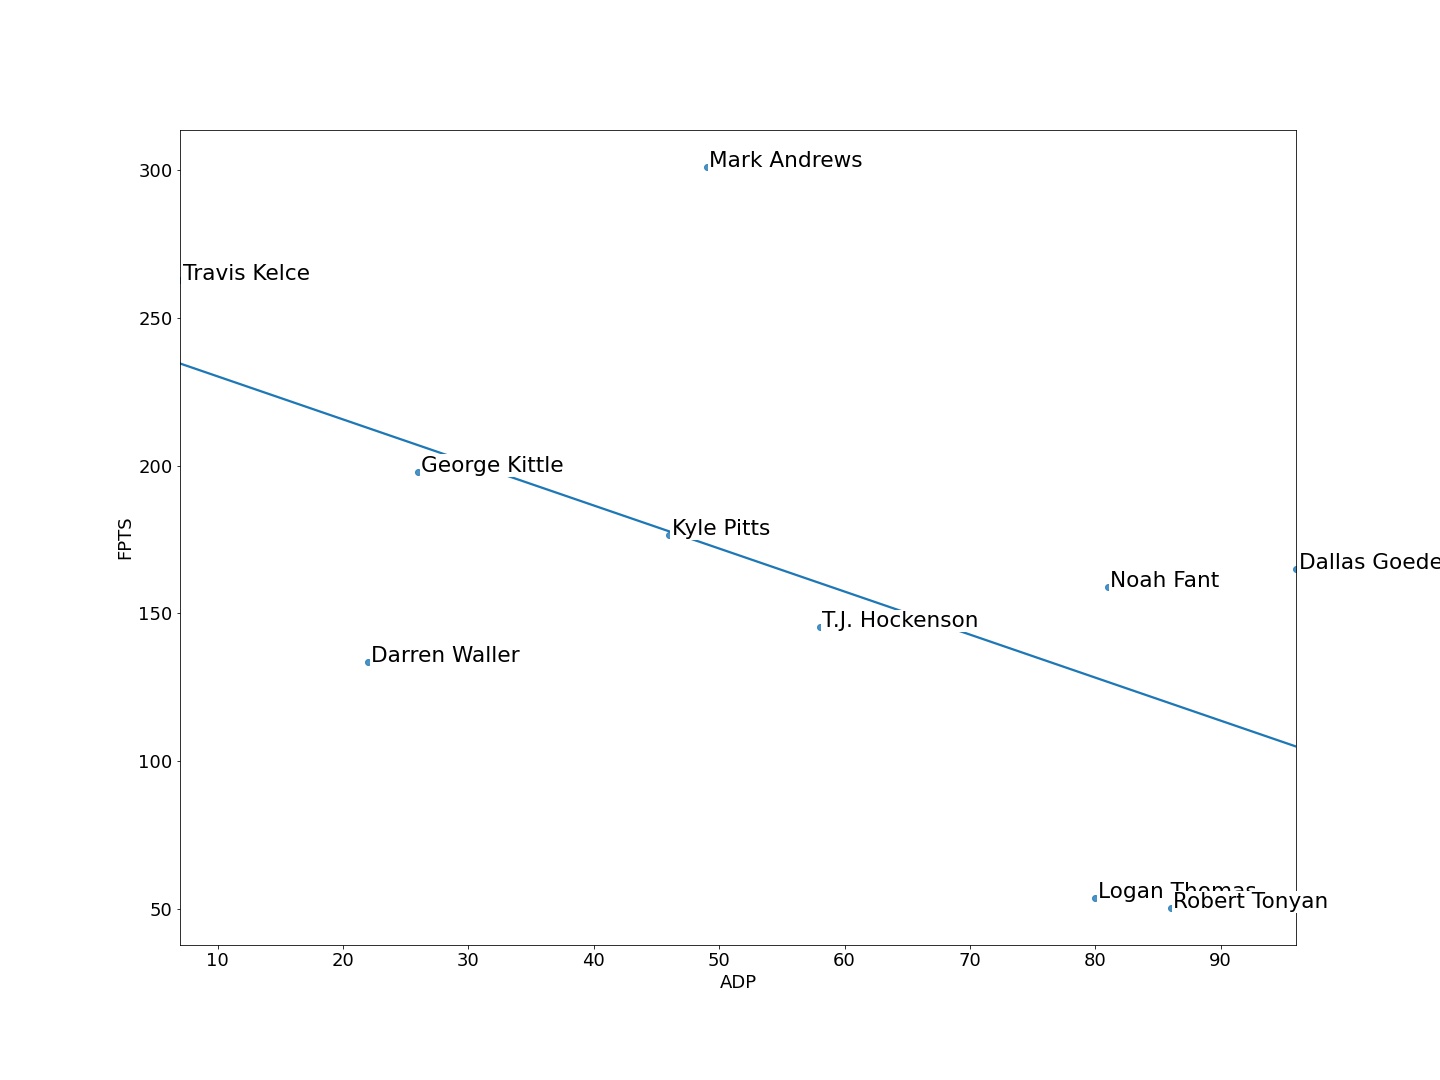 300
Mark Andrews
Travis Kelce
250
200
George Kittle
FPTS
Kyle Pitts
Dallas Goede
Noah Fant
150
T.J. Hockenson
Darren Waller
100
Logan Thomas
Robert Tonyan
50
10 20 30 40 50 60 70 80 90
ADP